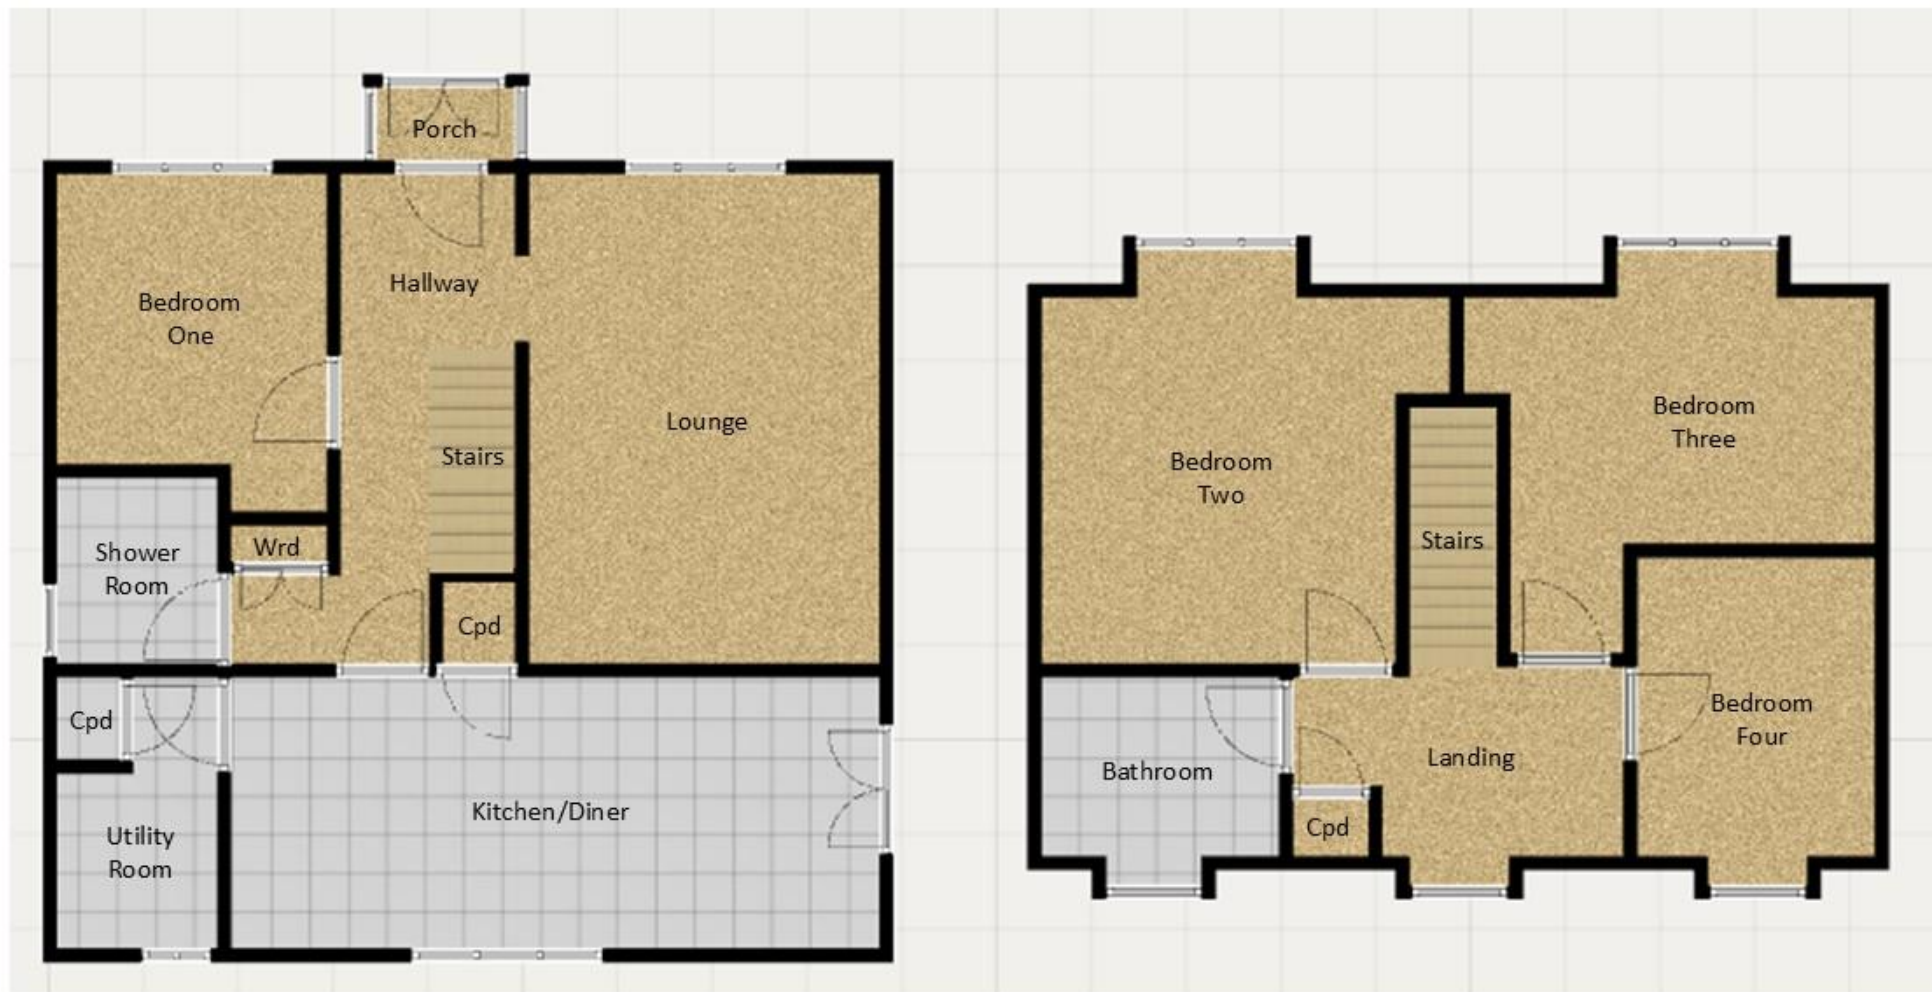 Porch
Hallway
Bedroom
One
Lounge
Stairs
Wrd
Shower
Room
Cpd
Cpd
Kitchen/Diner
Utility
Room
Bedroom
Three
Bedroom
Two
Stairs
Bedroom
Four
Landing
Bathroom
Cpd